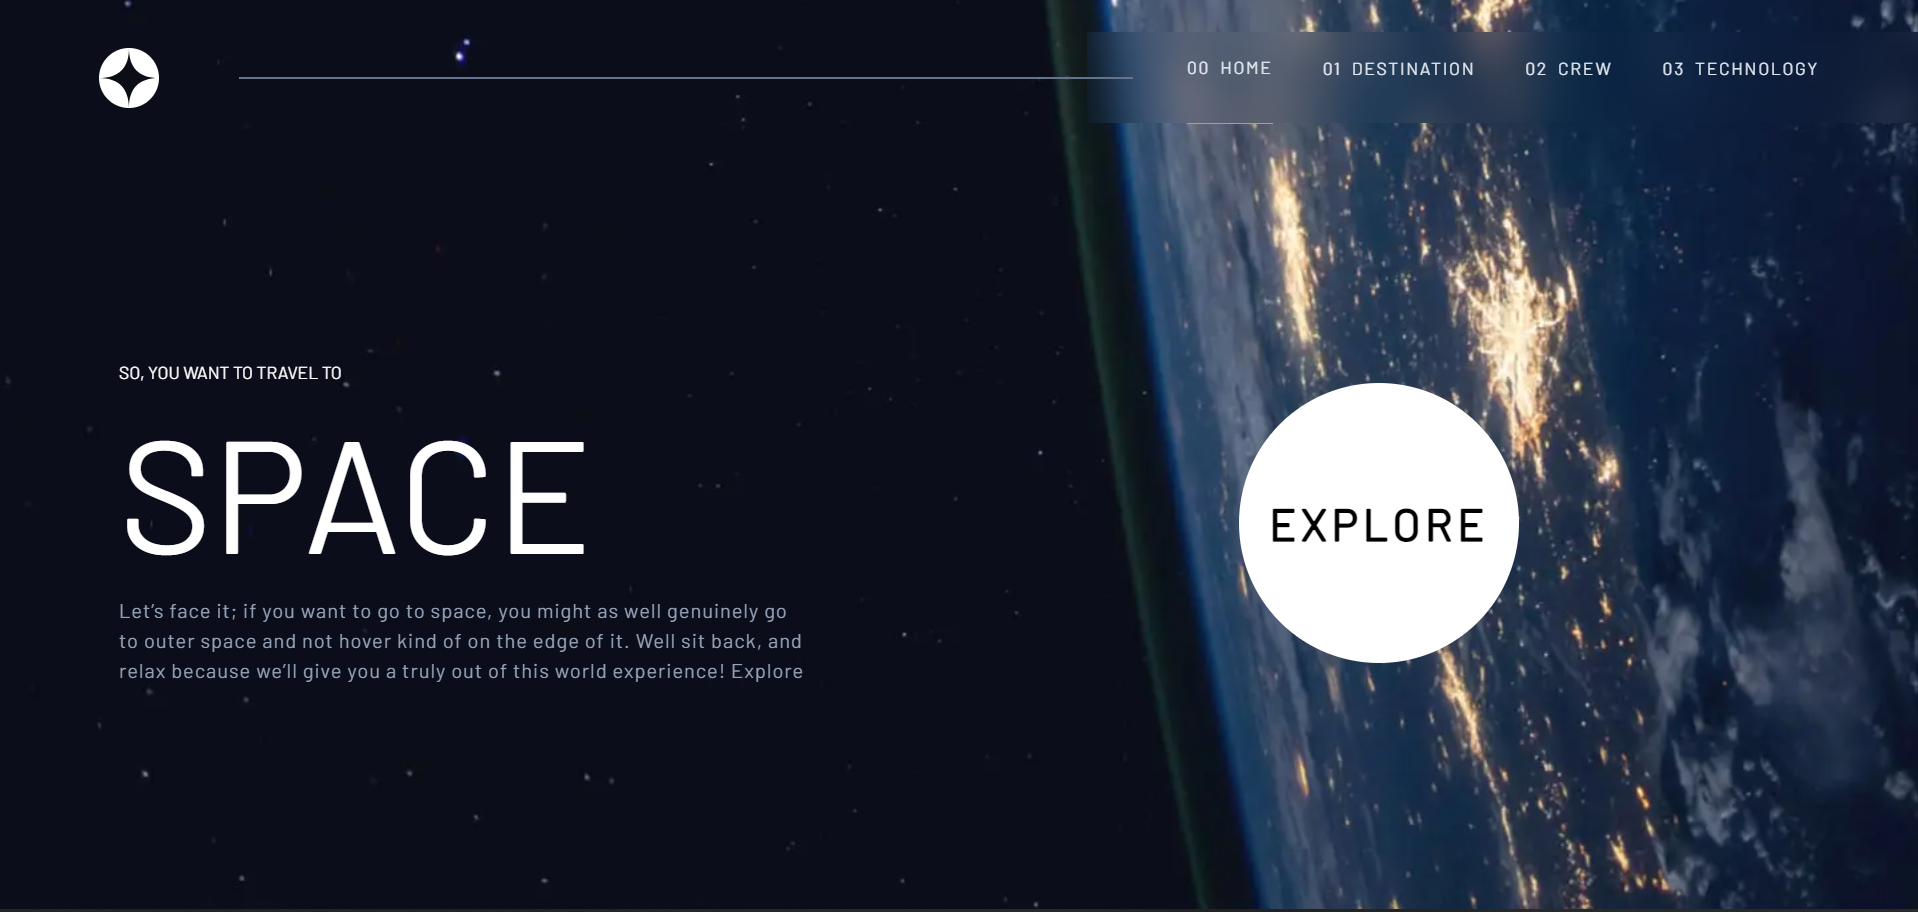 00 HOME 01 DESTINATION 02 CREW 03 TECHNOLOGY
SO, YOU WANT TO TRAVEL TO
SPACE
Let’s face it; if you want to go to space, you might as well genuinely go
to outer space and not hover kind of on the edge of it. Well sit back, and
relax because we’ll give you a truly out of this world experience! Explore
EXPLORE